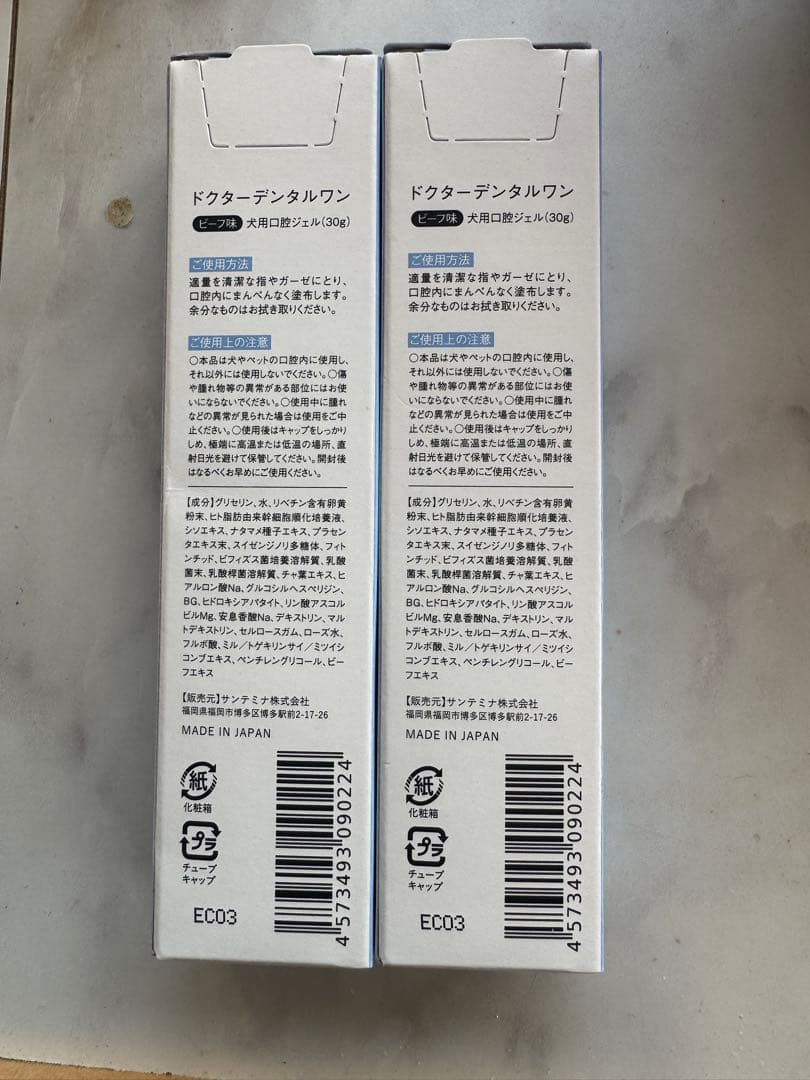 ドクターデンタルワン
ビーフ味 犬用口腔ジェル(30g)
ご使用方法
適量を清潔な指やガーゼにとり、
口腔内にまんべんなく塗布します。
余分なものはお拭き取りください。
ご使用上の注意
○本品は犬やペットの口腔内に使用し、
それ以外には使用しないでください。○傷
や腫れ物等の異常がある部位にはお使
いにならないでください。○使用中に腫れ
などの異常が見られた場合は使用をご中
止ください。○使用後はキャップをしっかり
しめ、極端に高温または低温の場所、直
射日光を避けて保管してください。開封後
はなるべくお早めにご使用ください。
【成分】グリセリン、水、リベチン含有卵黄
粉末、ヒト脂肪由来幹細胞順化培養液、
シソエキス、ナタマメ種子エキス、プラセン
タエキス末、スイゼンジノリ多糖体、フィト
ンチッド、ビフィズス菌培養溶解質、乳酸
菌末、乳酸桿菌溶解質、チャ葉エキス、ヒ
アルロン酸Na、グルコシルヘスペリジン、
BG、ヒドロキシアパタイト、リン酸アスコル
ビルMg、安息香酸Na、デキストリン、マル
トデキストリン、セルロースガム、ローズ水、
フルボ酸、ミル／トゲキリンサイ／ミツイシ
コンブエキス、ペンチレングリコール、ビー
フエキス
【販売元】サンテミナ株式会社
福岡県福岡市博多区博多駅前2-17-26
MADE IN JAPAN
紙
化粧箱
プラ
チューブ
キャップ
EC03
4 573493 090224
ドクターデンタルワン
ビーフ味 犬用口腔ジェル(30g)
ご使用方法
適量を清潔な指やガーゼにとり、
口腔内にまんべんなく塗布します。
余分なものはお拭き取りください。
ご使用上の注意
○本品は犬やペットの口腔内に使用し、
それ以外には使用しないでください。○傷
や腫れ物等の異常がある部位にはお使
いにならないでください。○使用中に腫れ
などの異常が見られた場合は使用をご中
止ください。○使用後はキャップをしっかり
しめ、極端に高温または低温の場所、直
射日光を避けて保管してください。開封後
はなるべくお早めにご使用ください。
【成分】グリセリン、水、リベチン含有卵黄
粉末、ヒト脂肪由来幹細胞順化培養液、
シソエキス、ナタマメ種子エキス、プラセン
タエキス末、スイゼンジノリ多糖体、フィト
ンチッド、ビフィズス菌培養溶解質、乳酸
菌末、乳酸桿菌溶解質、チャ葉エキス、ヒ
アルロン酸Na、グルコシルヘスペリジン、
BG、ヒドロキシアパタイト、リン酸アスコル
ビルMg、安息香酸Na、デキストリン、マル
トデキストリン、セルロースガム、ローズ水、
フルボ酸、ミル／トゲキリンサイ／ミツイシ
コンブエキス、ペンチレングリコール、ビー
フエキス
【販売元】サンテミナ株式会社
福岡県福岡市博多区博多駅前2-17-26
MADE IN JAPAN
紙
化粧箱
プラ
チューブ
キャップ
EC03
4 573493 090224